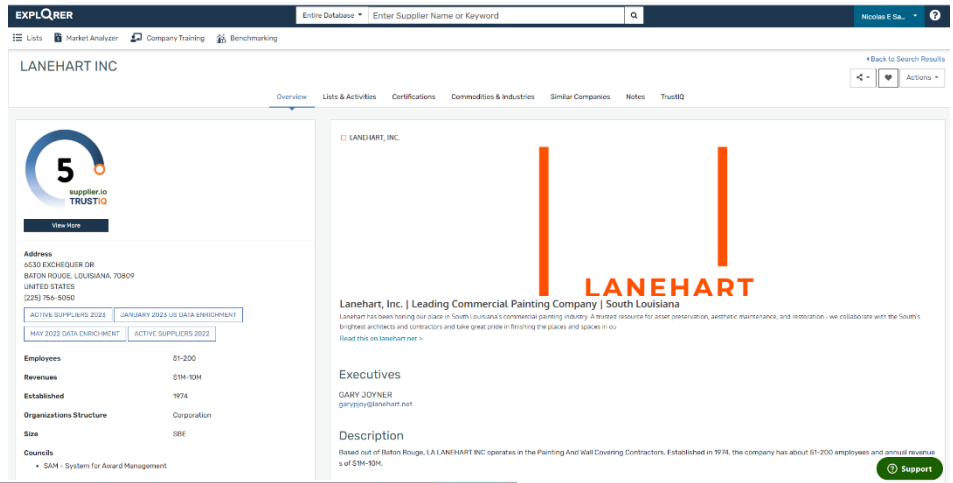 EXPLORER
Entire Database
Enter Supplier Name or Keyword
Nicolas E Sa...
?
Lists
Market Analyzer
Company Training
Benchmarking
LANEHART INC
Back to Search Results
Actions
Overview
Lists & Activities
Certifications
Commodities & Industries
Similar Companies
Notes
TrustIQ
5
supplier.io
TRUSTIQ
View More
Address
6530 EXCHEQUER DR
BATON ROUGE, LOUISIANA, 70809
UNITED STATES
(225) 756-5050
ACTIVE SUPPLIERS 2023
JANUARY 2023 US DATA ENRICHMENT
MAY 2022 DATA ENRICHMENT
ACTIVE SUPPLIERS 2022
Employees 51-200
Revenues $1M-10M
Established 1974
Organizations Structure Corporation
Size SBE
Councils
• SAM - System for Award Management
LANEHART, INC.
LANEHART
Lanehart, Inc. | Leading Commercial Painting Company | South Louisiana
Lanehart has been honing our place in South Louisiana's commercial painting industry. A trusted resource for asset preservation, aesthetic maintenance, and restoration - we collaborate with the South's
brightest architects and contractors and take great pride in finishing the places and spaces in ou
Read this on lanehart.net >
Executives
GARY JOYNER
garypjoy@lanehart.net
Description
Based out of Baton Rouge, LA LANEHART INC operates in the Painting And Wall Covering Contractors. Established in 1974, the company has about 51-200 employees and annual revenue
s of $1M-10M.
Support